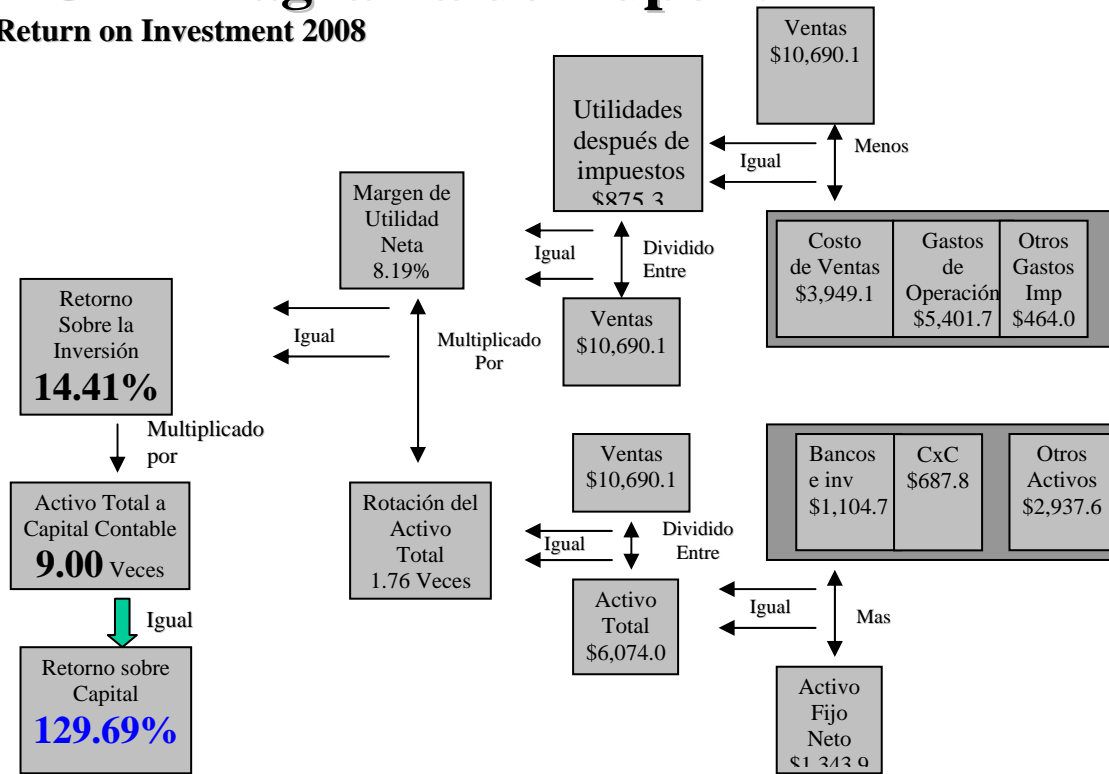 Return on Investment 2008
Ventas
$10,690.1
Menos
Igual
Utilidades
después de
impuestos
$875.3
Costo
de Ventas
$3,949.1
Gastos
de
Operación
$5,401.7
Otros
Gastos
Imp
$464.0
Margen de
Utilidad
Neta
8.19%
Igual
Dividido
Entre
Ventas
$10,690.1
Retorno
Sobre la
Inversión
14.41%
Igual
Multiplicado
Por
Multiplicado
por
Ventas
$10,690.1
Bancos
e inv
$1,104.7
CxC
$687.8
Otros
Activos
$2,937.6
Activo Total a
Capital Contable
9.00 Veces
Rotación del
Activo
Total
1.76 Veces
Igual
Dividido
Entre
Activo
Total
$6,074.0
Igual
Mas
Igual
Retorno sobre
Capital
129.69%
Activo
Fijo
Neto
$1,343.9